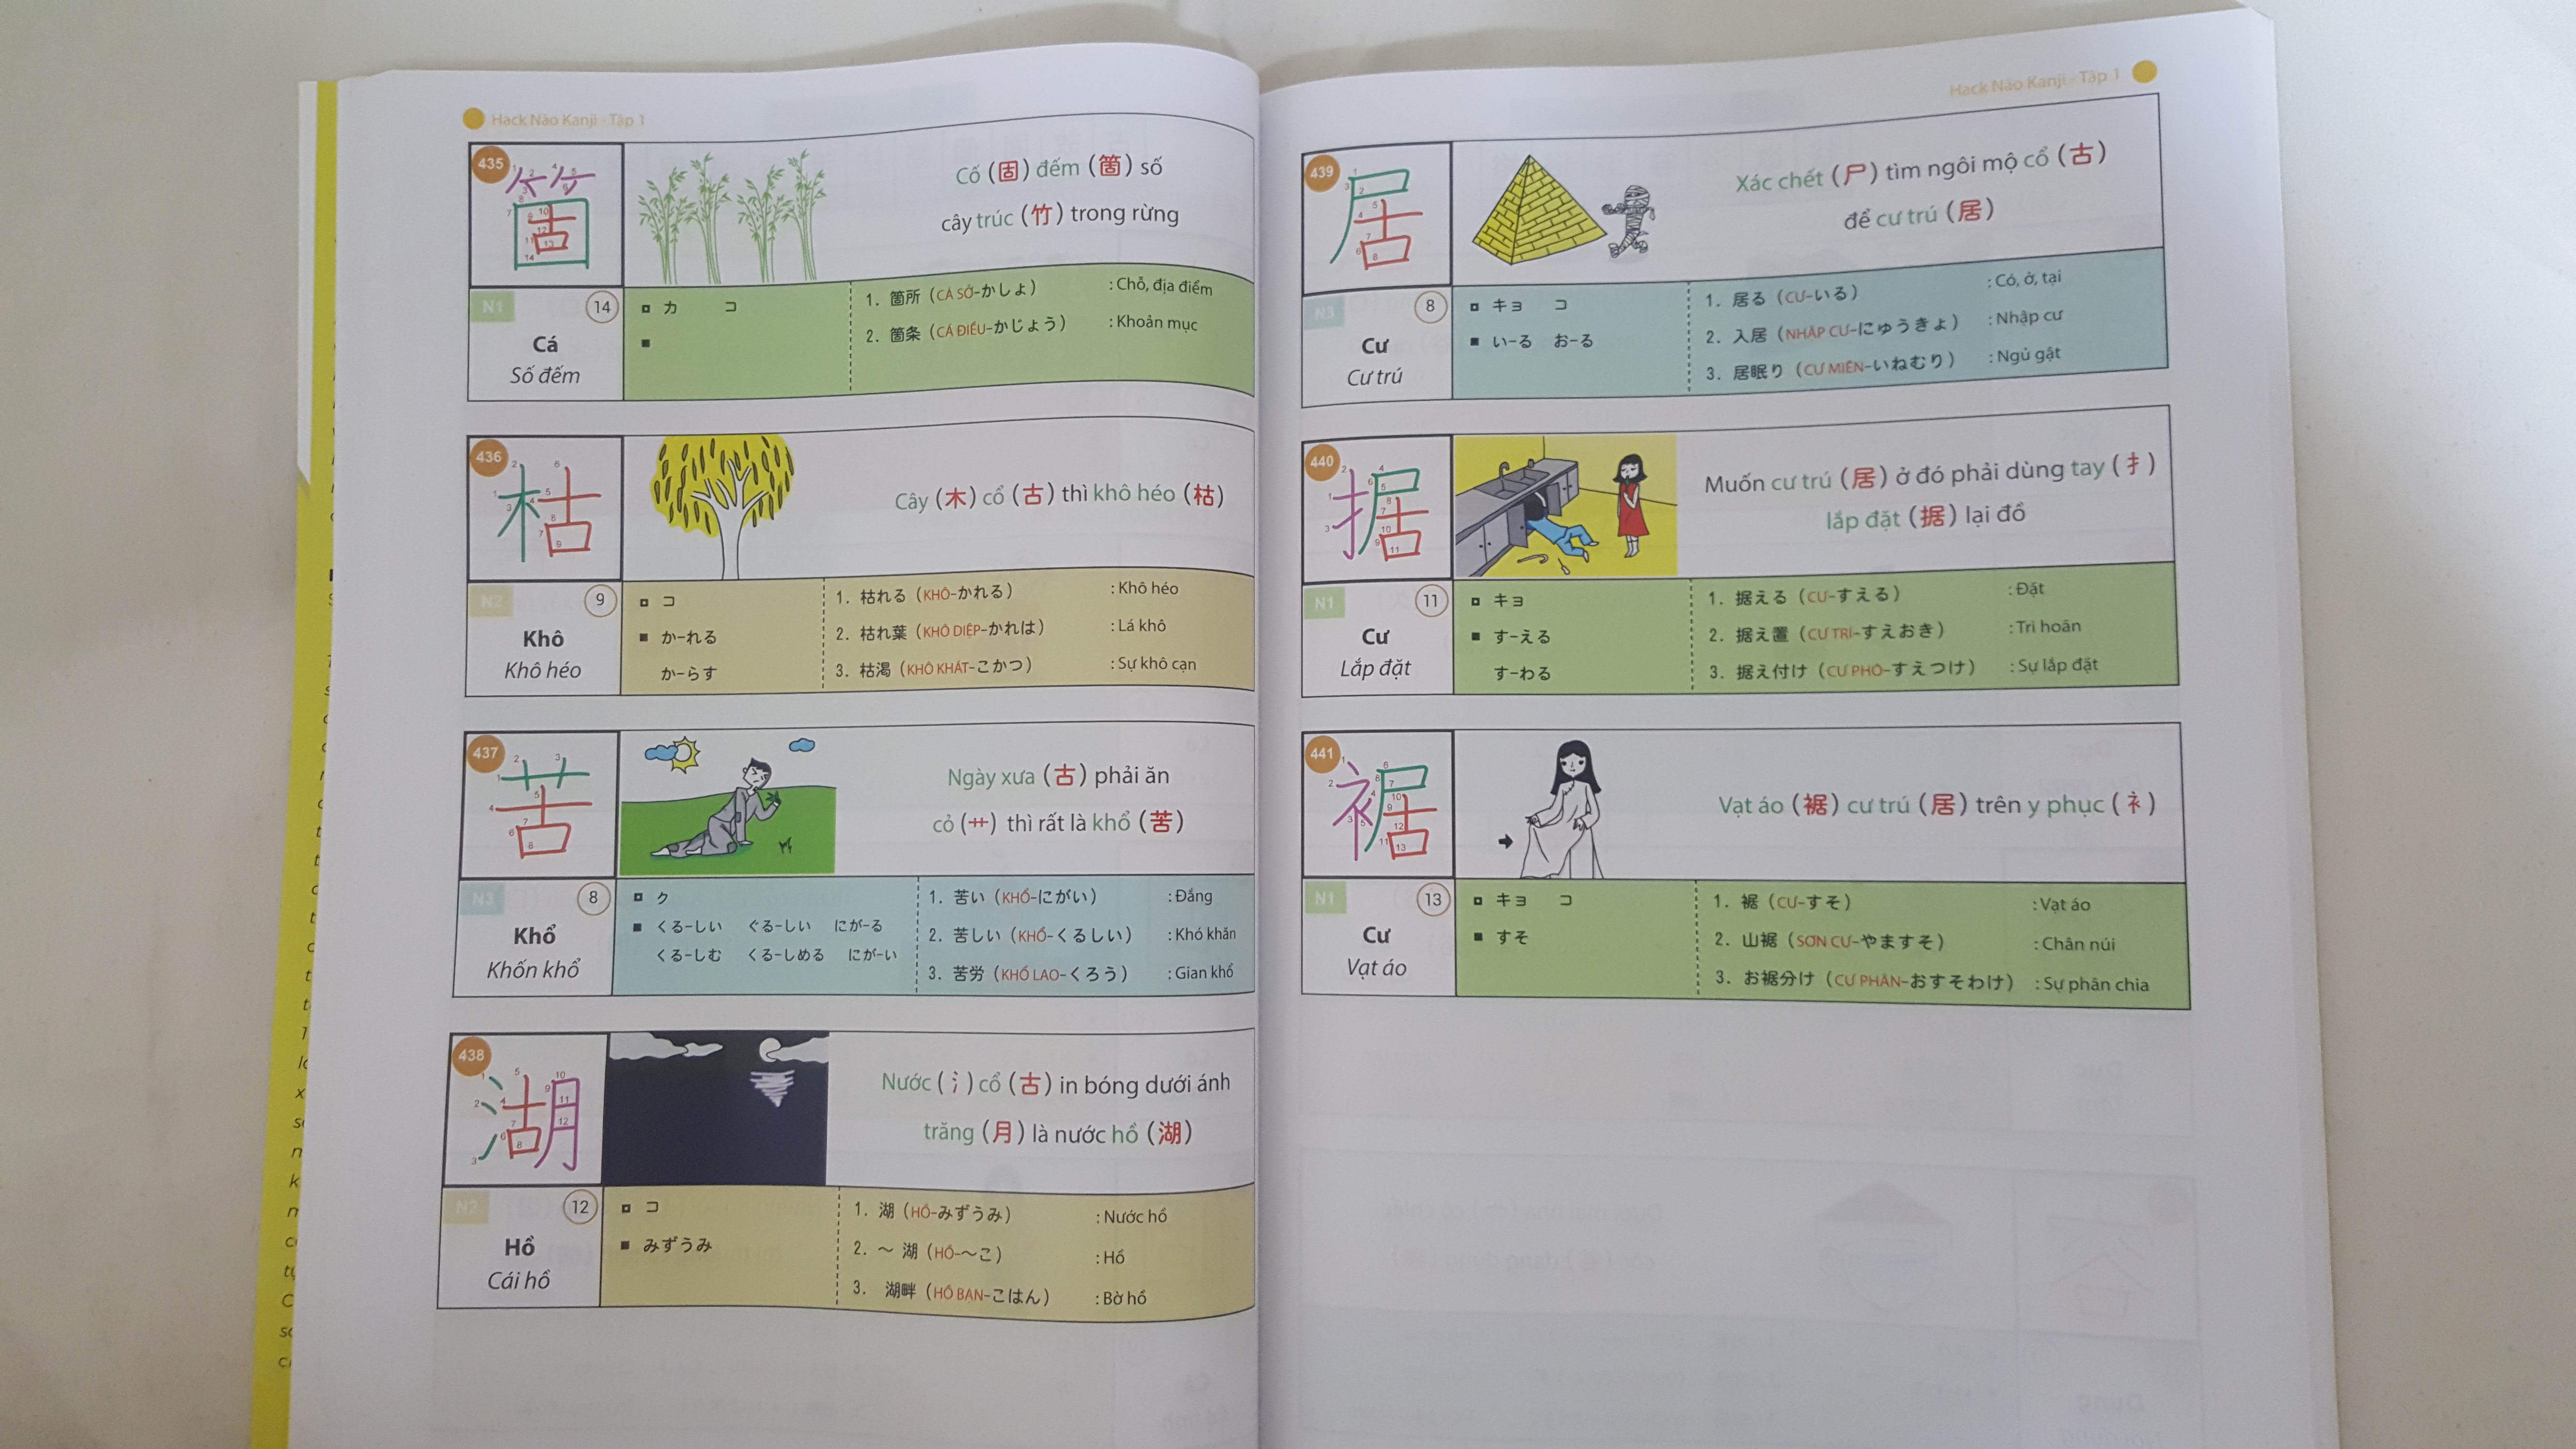 Hack Não Kanji - Tập 1
435
箇
Cố (固) đếm (箇) số
cây trúc (竹) trong rừng
N1
14
Cá
Số đếm
カ コ
1. 箇所 (CÁ SỞ-かしょ) : Chỗ, địa điểm
2. 箇条 (CÁ ĐIỀU-かじょう) : Khoản mục
436
枯
Cây (木) cổ (古) thì khô héo (枯)
N2
9
Khô
Khô héo
コ
か-れる
か-らす
1. 枯れる (KHÔ-かれる) : Khô héo
2. 枯れ葉 (KHÔ DIỆP-かれは) : Lá khô
3. 枯渇 (KHÔ KHÁT-こかつ) : Sự khô cạn
437
苦
Ngày xưa (古) phải ăn
cỏ (艹) thì rất là khổ (苦)
N3
8
Khổ
Khốn khổ
ク
くる-しい ぐる-しい にが-る
くる-しむ くる-しめる にが-い
1. 苦い (KHỔ-にがい) : Đắng
2. 苦しい (KHỔ-くるしい) : Khó khăn
3. 苦労 (KHỔ LAO-くろう) : Gian khổ
438
湖
Nước (氵) cổ (古) in bóng dưới ánh
trăng (月) là nước hồ (湖)
N2
12
Hồ
Cái hồ
コ
みずうみ
1. 湖 (HỒ-みずうみ) : Nước hồ
2. ～ 湖 (HỒ-～こ) : Hồ
3. 湖畔 (HỒ BẠN-こはん) : Bờ hồ
Hack Não Kanji - Tập 1
439
居
Xác chết (尸) tìm ngôi mộ cổ (古)
để cư trú (居)
N3
8
Cư
Cư trú
キョ コ
い-る お-る
1. 居る (CƯ-いる) : Có, ở, tại
2. 入居 (NHẬP CƯ-にゅうきょ) : Nhập cư
3. 居眠り (CƯ MIÊN-いねむり) : Ngủ gật
440
据
Muốn cư trú (居) ở đó phải dùng tay (扌)
lắp đặt (据) lại đồ
N1
11
Cư
Lắp đặt
キョ
す-える
す-わる
1. 据える (CƯ-すえる) : Đặt
2. 据え置 (CƯ TRÍ-すえおき) : Trì hoãn
3. 据え付け (CƯ PHÓ-すえつけ) : Sự lắp đặt
441
裾
Vạt áo (裾) cư trú (居) trên y phục (衤)
N1
13
Cư
Vạt áo
キョ コ
すそ
1. 裾 (CƯ-すそ) : Vạt áo
2. 山裾 (SƠN CƯ-やますそ) : Chân núi
3. お裾分け (CƯ PHÂN-おすそわけ) : Sự phân chia